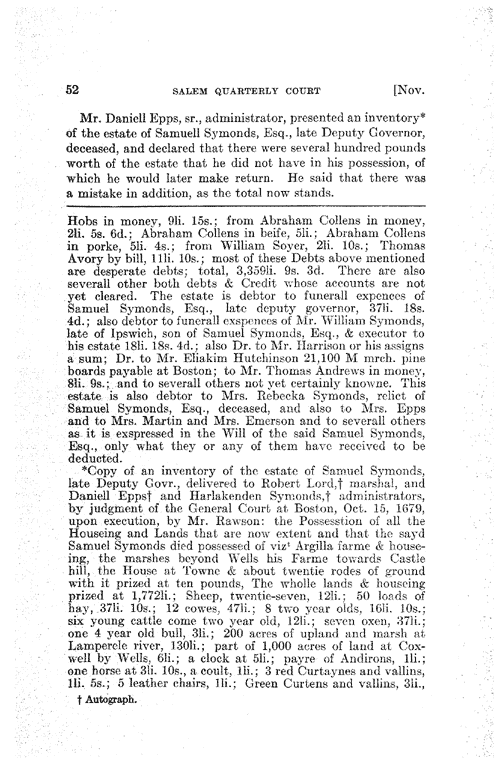 52 SALEM QUARTERLY COURT [Nov.
Mr. Daniell Epps, sr., administrator, presented an inventory*
of the estate of Samuell Symonds, Esq., late Deputy Governor,
deceased, and declared that there were several hundred pounds
worth of the estate that he did not have in his possession, of
which he would later make return. He said that there was
a mistake in addition, as the total now stands.
Hobs in money, 9li. 15s.; from Abraham Collens in money,
2li. 5s. 6d.; Abraham Collens in beife, 5li.; Abraham Collens
in porke, 5li. 4s.; from William Soyer, 2li. 10s.; Thomas
Avory by bill, 11li. 10s.; most of these Debts above mentioned
are desperate debts; total, 3,359li. 9s. 3d. There are also
severall other both debts & Credit whose accounts are not
yet cleared. The estate is debtor to funerall expences of
Samuel Symonds, Esq., late deputy governor, 37li. 18s.
4d.; also debtor to funerall exspences of Mr. William Symonds,
late of Ipswich, son of Samuel Symonds, Esq., & executor to
his estate 18li. 18s. 4d.; also Dr. to Mr. Harrison or his assigns
a sum; Dr. to Mr. Eliakim Hutchinson 21,100 M mrch. pine
boards payable at Boston; to Mr. Thomas Andrews in money,
8li. 9s.; and to severall others not yet certainly knowne. This
estate is also debtor to Mrs. Rebecka Symonds, relict of
Samuel Symonds, Esq., deceased, and also to Mrs. Epps
and to Mrs. Martin and Mrs. Emerson and to severall others
as it is exspressed in the Will of the said Samuel Symonds,
Esq., only what they or any of them have received to be
deducted.
*Copy of an inventory of the estate of Samuel Symonds,
late Deputy Govr., delivered to Robert Lord,† marshal, and
Daniell Epps† and Harlakenden Symonds,† administrators,
by judgment of the General Court at Boston, Oct. 15, 1679,
upon execution, by Mr. Rawson: the Possesstion of all the
Houseing and Lands that are now extent and that the sayd
Samuel Symonds died possessed of vizt Argilla farme & house-
ing, the marshes beyond Wells his Farme towards Castle
hill, the House at Towne & about twentie rodes of ground
with it prized at ten pounds, The wholle lands & houseing
prized at 1,772li.; Sheep, twentie-seven, 12li.; 50 loads of
hay, 37li. 10s.; 12 cowes, 47li.; 8 two year olds, 16li. 10s.;
six young cattle come two year old, 12li.; seven oxen, 37li.;
one 4 year old bull, 3li.; 200 acres of upland and marsh at
Lampercle river, 130li.; part of 1,000 acres of land at Cox-
well by Wells, 6li.; a clock at 5li.; payre of Andirons, 1li.;
one horse at 3li. 10s., a coult, 1li.; 3 red Curtaynes and vallins,
1li. 5s.; 5 leather chairs, 1li.; Green Curtens and vallins, 3li.,
† Autograph.